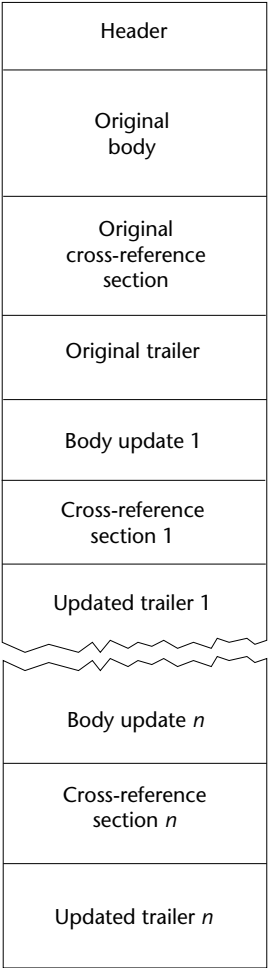 Header
Original
body
Original
cross-reference
section
Original trailer
Body update 1
Cross-reference
section 1
Updated trailer 1
Body update n
Cross-reference
section n
Updated trailer n